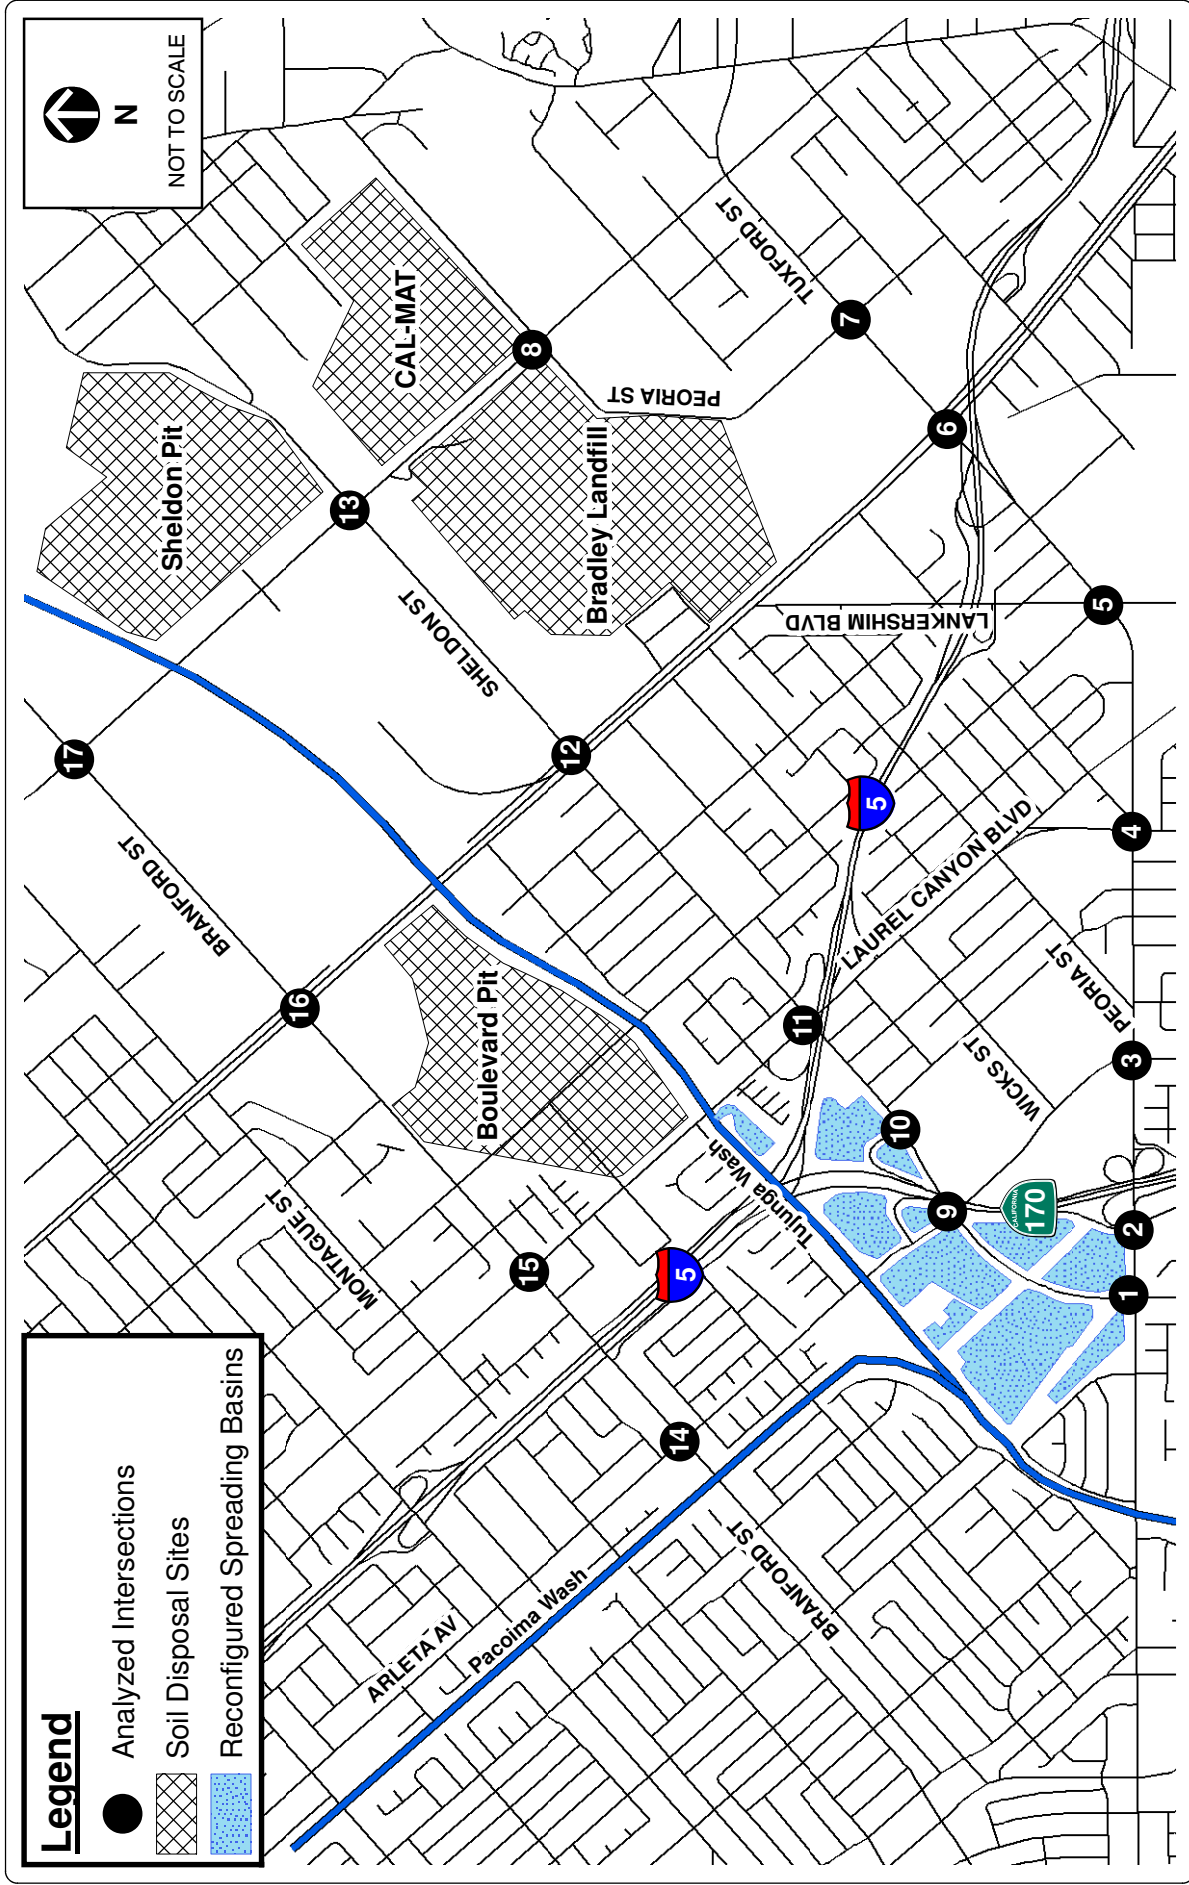 Legend
Analyzed Intersections
Soil Disposal Sites
Reconfigured Spreading Basins
N
NOT TO SCALE
Sheldon Pit
CAL-MAT
Bradley Landfill
Boulevard Pit
TUXFORD ST
PEORIA ST
SHELDON ST
LANKERSHIM BLVD
BRANFORD ST
LAUREL CANYON BLVD
PEORIA ST
WICKS ST
MONTAGUE ST
Tujunga Wash
ARLETA AV
Pacoima Wash
BRANFORD ST
5
5
CALIFORNIA
170
1
2
3
4
5
6
7
8
9
10
11
12
13
14
15
16
17